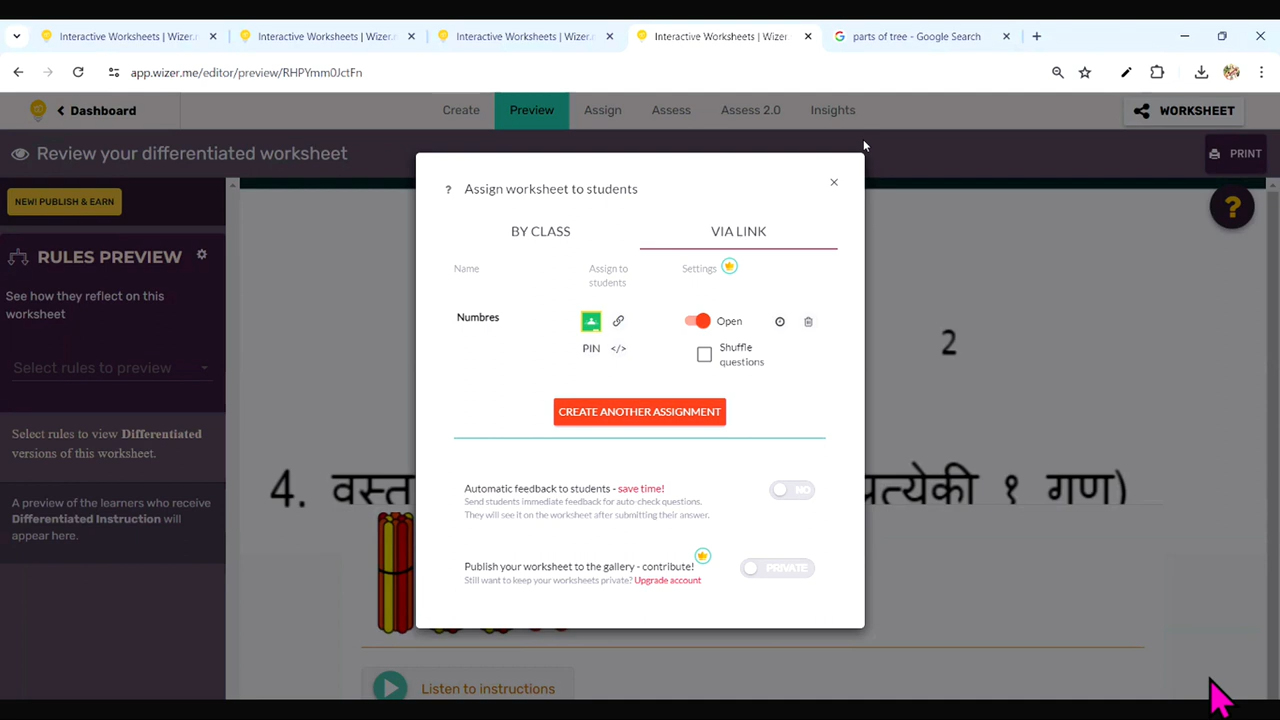 Interactive Worksheets | Wizer.
Interactive Worksheets | Wizer.
Interactive Worksheets | Wizer.
Interactive Worksheets | Wizer.
parts of tree - Google Search
app.wizer.me/editor/preview/RHPYmm0JctFn
Dashboard
Create
Preview
Assign
Assess
Assess 2.0
Insights
WORKSHEET
Review your differentiated worksheet
PRINT
NEW! PUBLISH & EARN
RULES PREVIEW
See how they reflect on this
worksheet
Select rules to preview
Select rules to view Differentiated
versions of this worksheet.
A preview of the learners who receive
Differentiated Instruction will
appear here.
? Assign worksheet to students
BY CLASS
VIA LINK
Name
Assign to
students
Settings
Numbres
Open
PIN </>
Shuffle
questions
CREATE ANOTHER ASSIGNMENT
Automatic feedback to students - save time!
NO
Send students immediate feedback for auto-check questions.
They will see it on the worksheet after submitting their answer.
Publish your worksheet to the gallery - contribute!
PRIVATE
Still want to keep your worksheets private? Upgrade account
?
2
4. १ गण)
Listen to instructions